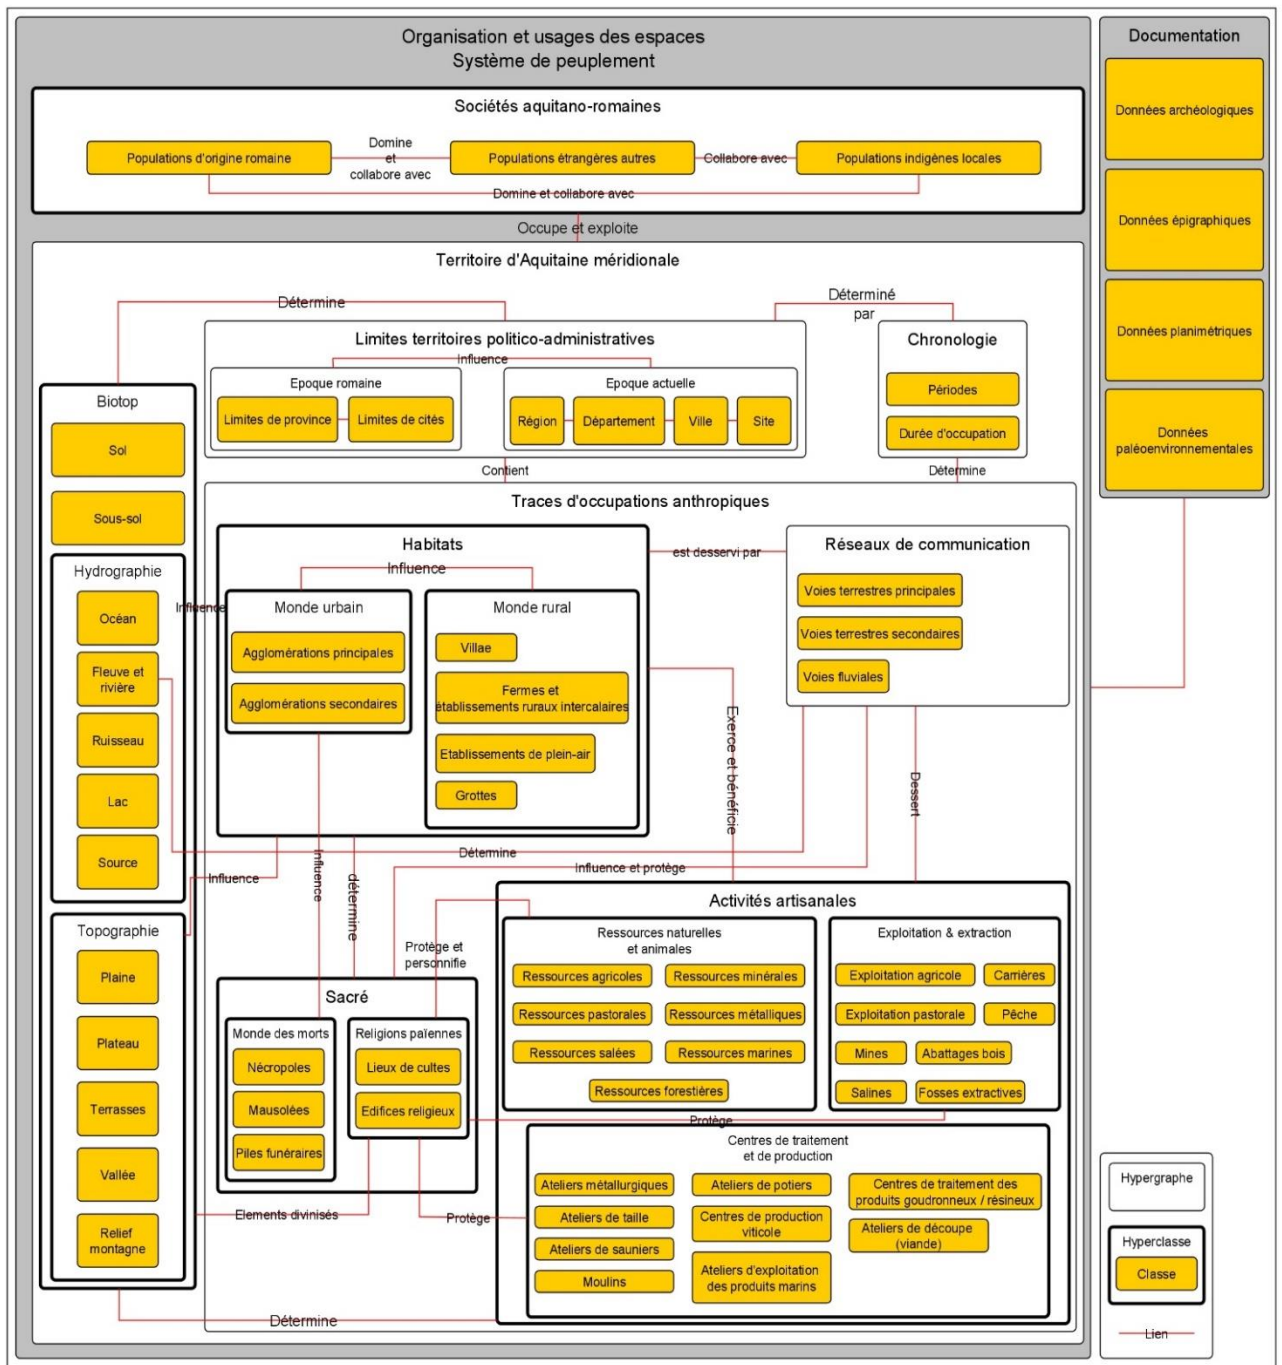 Organisation et usages des espaces
Système de peuplement
Sociétés aquitano-romaines
Populations d'origine romaine
Domine
et
collabore avec
Populations étrangères autres
Collabore avec
Populations indigènes locales
Domine et collabore avec
Occupe et exploite
Territoire d'Aquitaine méridionale
Détermine
Déterminé
par
Limites territoires politico-administratives
Influence
Epoque romaine
Limites de province
Limites de cités
Epoque actuelle
Région
Département
Ville
Site
Chronologie
Périodes
Durée d'occupation
Contient
Détermine
Biotop
Sol
Sous-sol
Hydrographie
Océan
Fleuve et
rivière
Ruisseau
Lac
Source
Topographie
Plaine
Plateau
Terrasses
Vallée
Relief
montagne
Traces d'occupations anthropiques
Habitats
Influence
Influence
Monde urbain
Agglomérations principales
Agglomérations secondaires
Monde rural
Villae
Fermes et
établissements ruraux intercalaires
Etablissements de plein-air
Grottes
est desservi par
Réseaux de communication
Voies terrestres principales
Voies terrestres secondaires
Voies fluviales
Exerce et bénéficie
Dessert
Détermine
Influence et protège
Influence
Influence
détermine
Protège et
personnifie
Sacré
Monde des morts
Nécropoles
Mausolées
Piles funéraires
Religions païennes
Lieux de cultes
Edifices religieux
Elements divinisés
Protège
Protège
Détermine
Activités artisanales
Ressources naturelles
et animales
Ressources agricoles
Ressources minérales
Ressources pastorales
Ressources métalliques
Ressources salées
Ressources marines
Ressources forestières
Exploitation & extraction
Exploitation agricole
Carrières
Exploitation pastorale
Pêche
Mines
Abattages bois
Salines
Fosses extractives
Centres de traitement
et de production
Ateliers métallurgiques
Ateliers de taille
Ateliers de sauniers
Moulins
Ateliers de potiers
Centres de production
viticole
Ateliers d'exploitation
des produits marins
Centres de traitement des
produits goudronneux / résineux
Ateliers de découpe
(viande)
Documentation
Données archéologiques
Données épigraphiques
Données planimétriques
Données
paléoenvironnementales
Hypergraphe
Hyperclasse
Classe
Lien